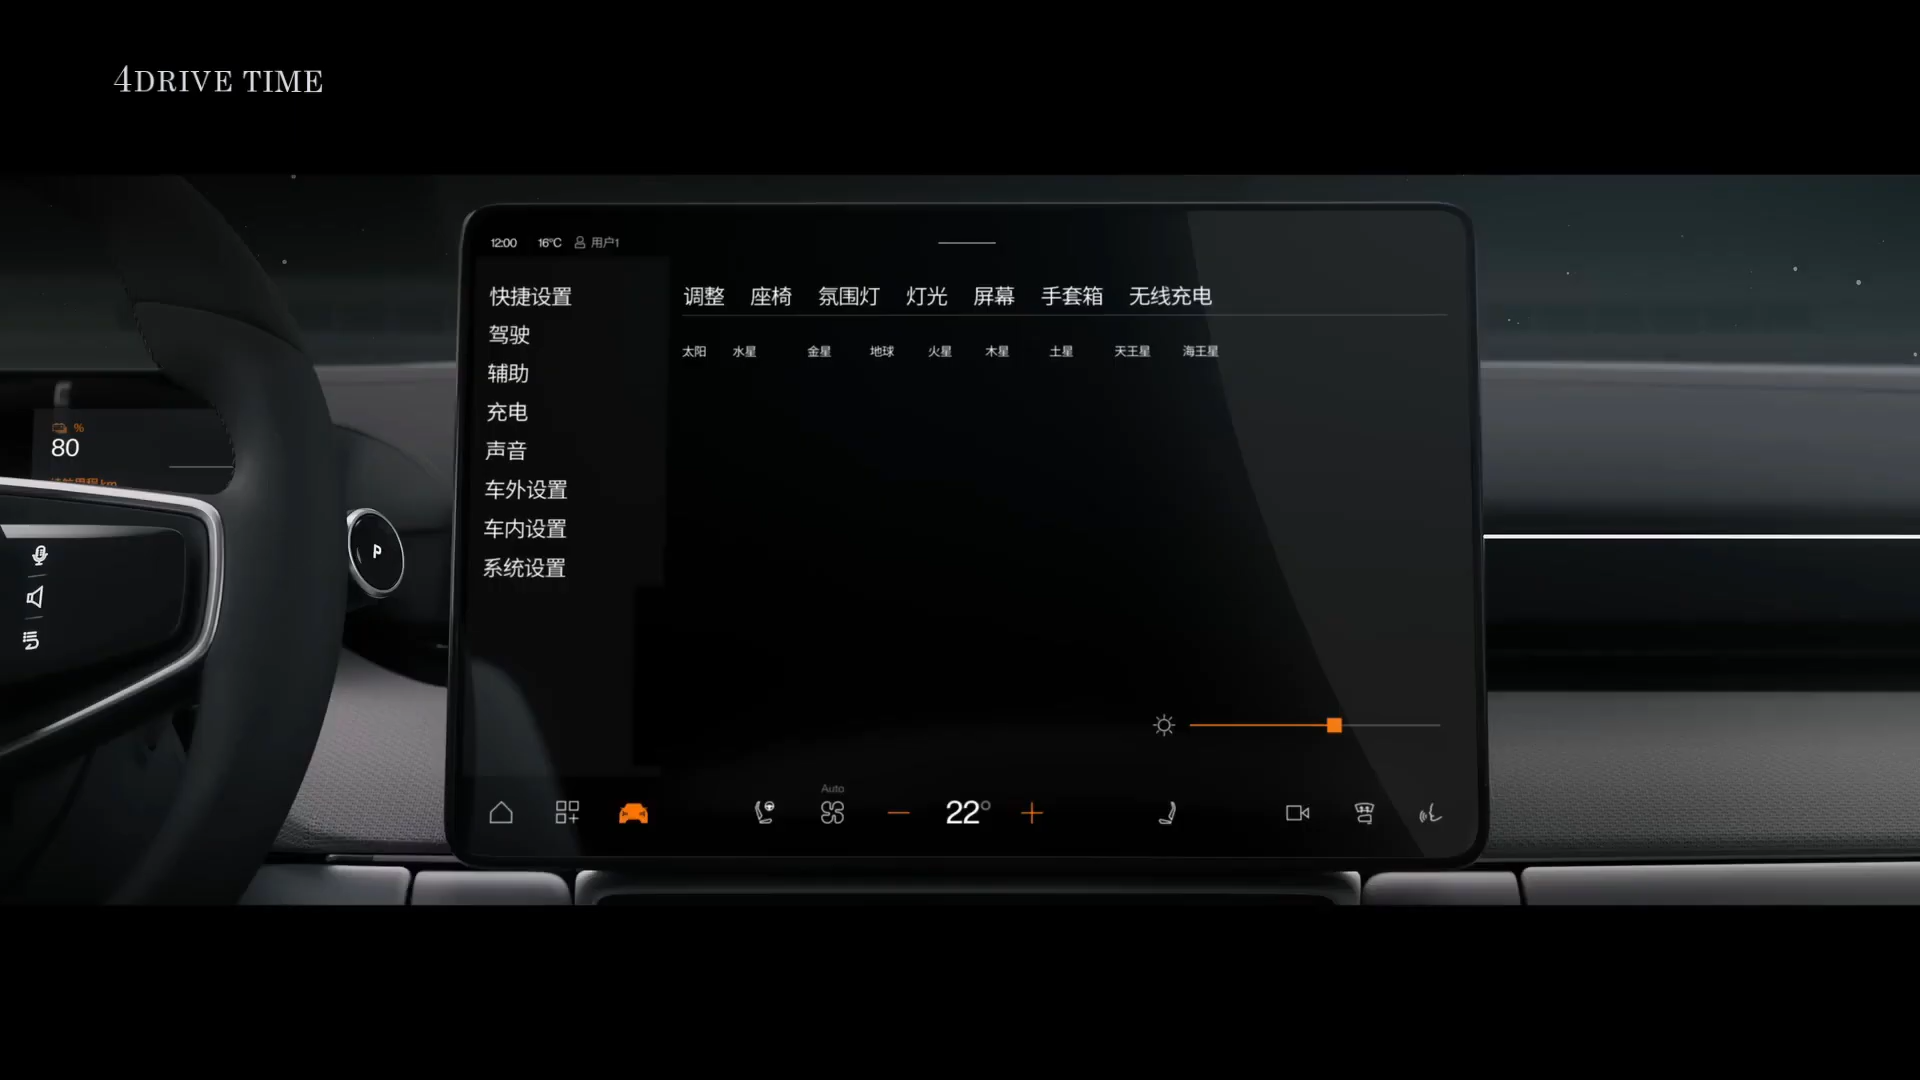 4DRIVE TIME
12:00 16°C 用户1
快捷设置
驾驶
辅助
充电
声音
车外设置
车内设置
系统设置
调整 座椅 氛围灯 灯光 屏幕 手套箱 无线充电
太阳 水星 金星 地球 火星 木星 土星 天王星 海王星
%
80
P
Auto
22°